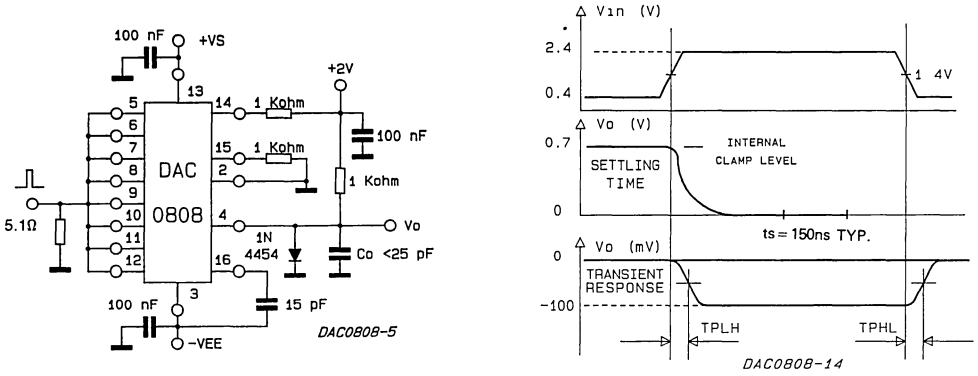 100 nF
+VS
+2V
13
5
14
1 Kohm
6
100 nF
7
15
1 Kohm
DAC
8
2
1 Kohm
9
0808
4
Vo
5.1Ω
10
1N
4454
Co <25 pF
11
12
16
100 nF
3
15 pF
-VEE
DAC0808-5
Vin (V)
2.4
0.4
1 4V
Vo (V)
0.7
INTERNAL
CLAMP LEVEL
SETTLING
TIME
0
ts = 150ns TYP.
Vo (mV)
0
TRANSIENT
RESPONSE
-100
TPLH
TPHL
DAC0808-14